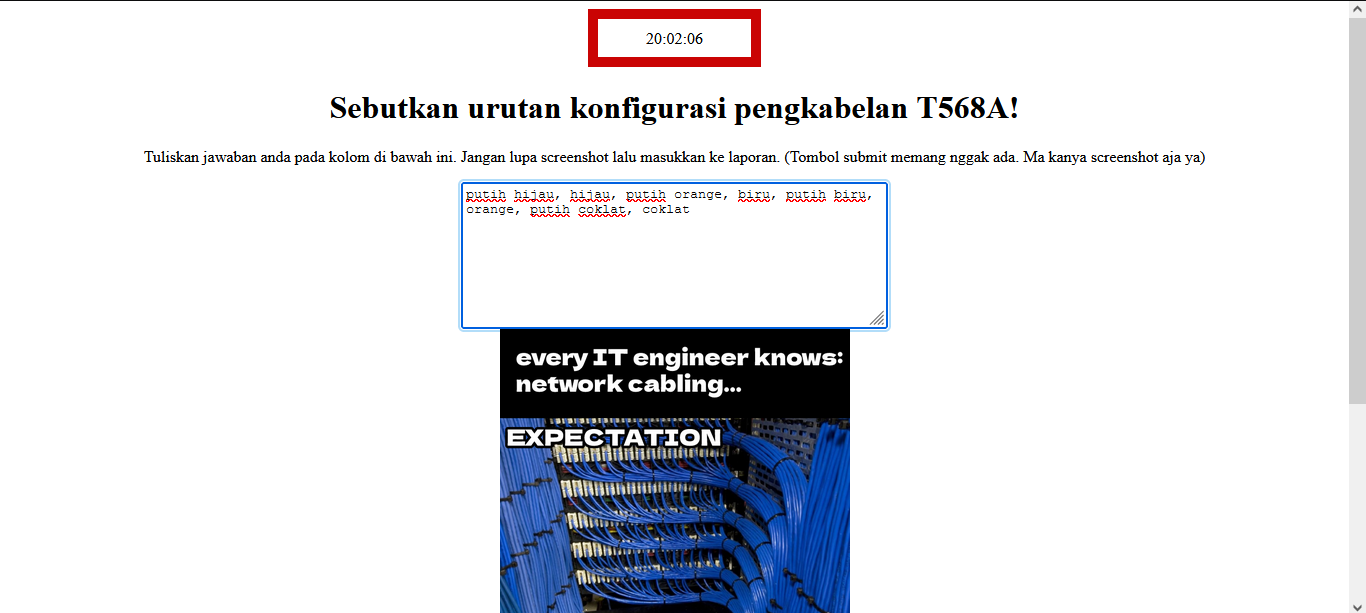 20:02:06
Sebutkan urutan konfigurasi pengkabelan T568A!
Tuliskan jawaban anda pada kolom di bawah ini. Jangan lupa screenshot lalu masukkan ke laporan. (Tombol submit memang nggak ada. Ma kanya screenshot aja ya)
putih hijau, hijau, putih orange, biru, putih biru,
orange, putih coklat, coklat
every IT engineer knows:
network cabling...
EXPECTATION